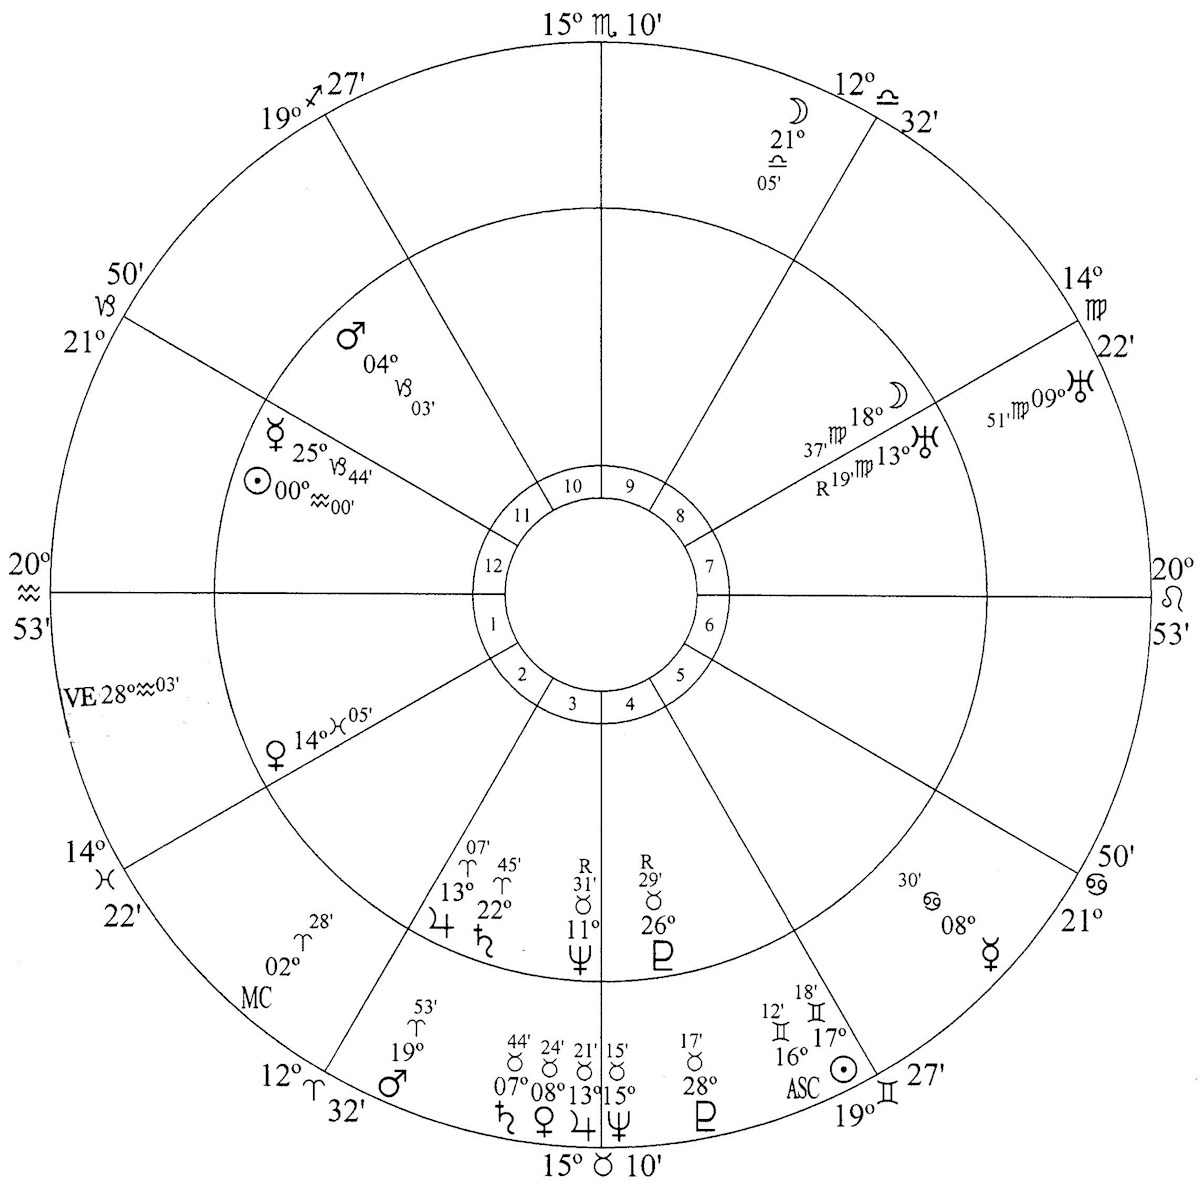 15° ♏ 10'
12° ♎ 32'
14° ♍ 22'
20° ♌ 53'
50' ♋ 21°
27' ♊ 19°
15° ♉ 10'
12° ♈ 32'
14° ♓ 22'
20° ♒ 53'
50' ♑ 21°
19° ♐ 27'
☽ 21° ♎ 05'
51' ♍ 09° ♅
30' ♋ 08° ☿
18' ♊ 17° ☉
12' ♊ 16° ASC
17' ♉ 28° ♇
15' ♉ 15° ♆
21' ♉ 13° ♃
24' ♉ 08° ♀
44' ♉ 07° ♄
53' ♈ 19° ♂
28' ♈ 02° MC
VE 28° ♒ 03'
♂ 04° ♑ 03'
☿ 25° ♑ 44'
☉ 00° ♒ 00'
♀ 14° ♓ 05'
07' ♈ 13° ♃
45' ♈ 22° ♄
R 31' ♉ 11° ♆
R 29' ♉ 26° ♇
37' ♍ 18° ☽
R 19' ♍ 13° ♅
10
9
8
7
6
5
4
3
2
1
12
11